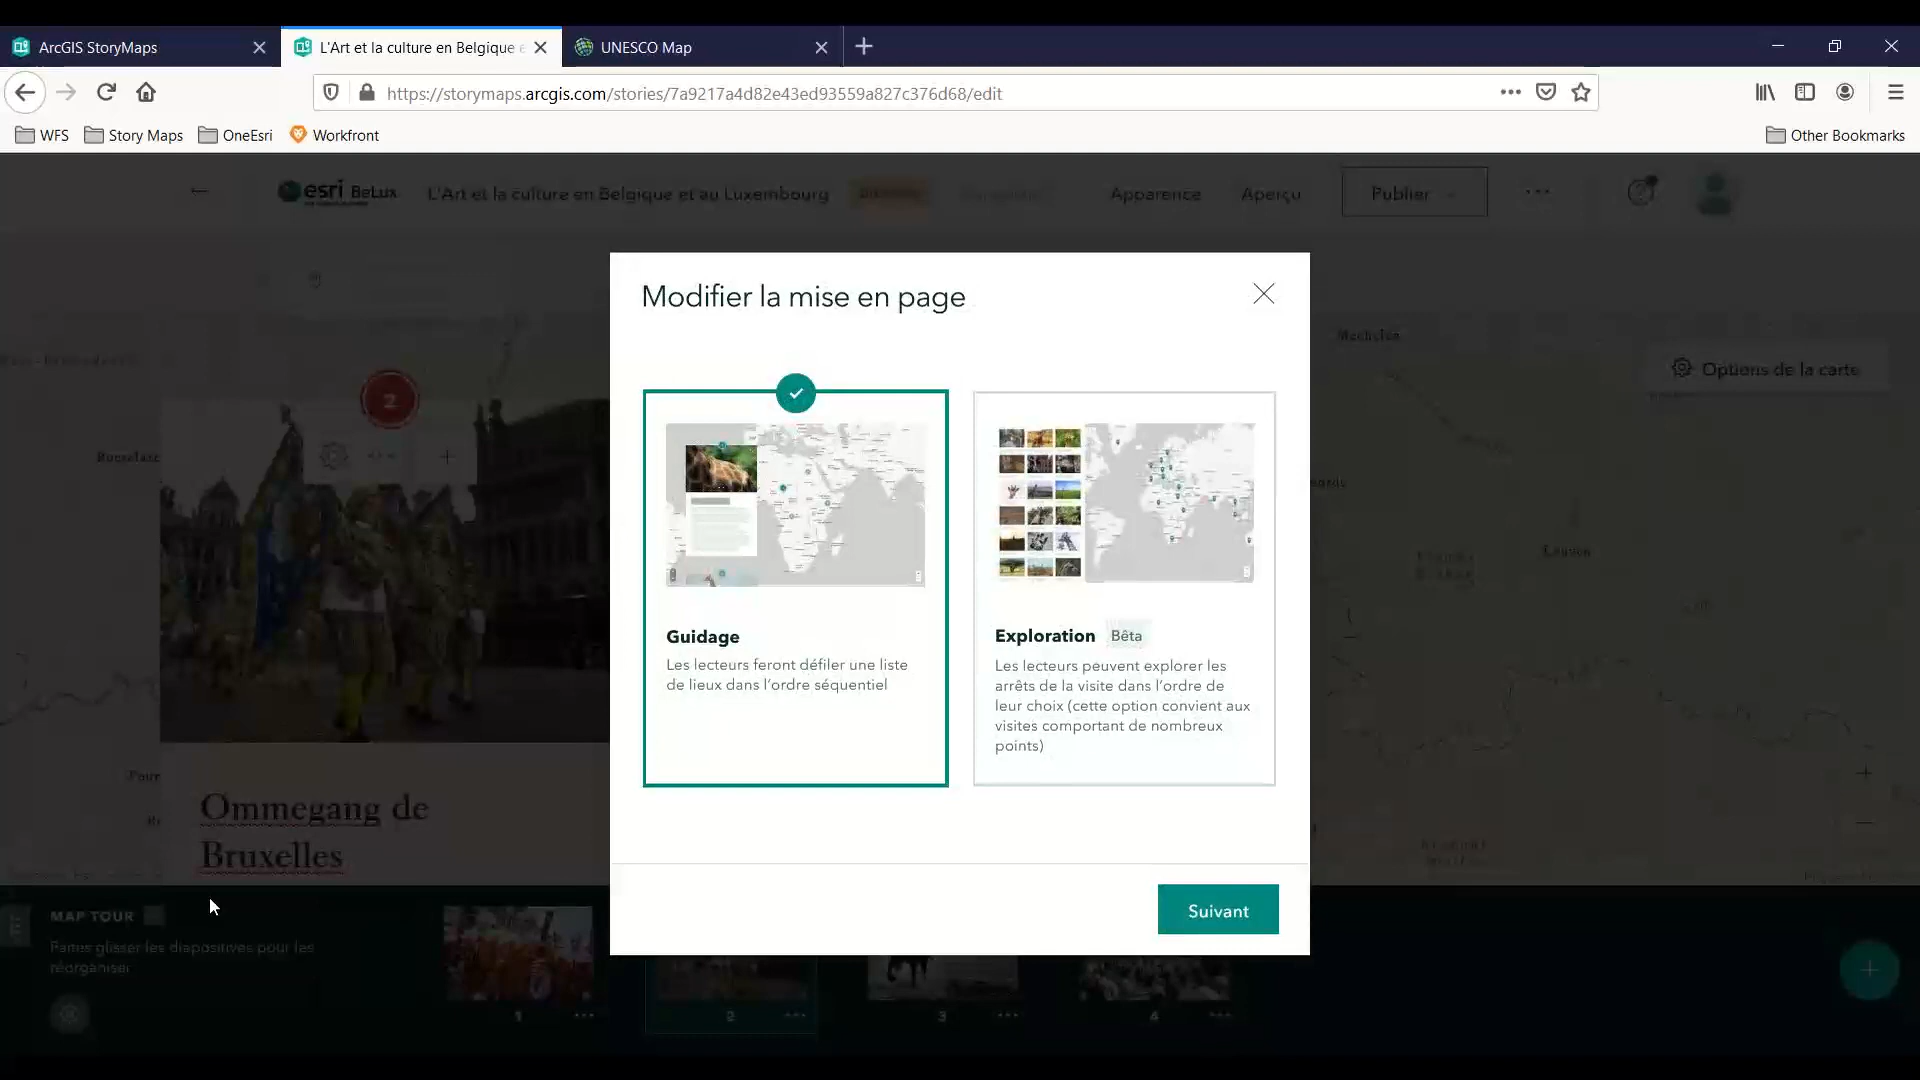 ArcGIS StoryMaps
L'Art et la culture en Belgique e
UNESCO Map
https://storymaps.arcgis.com/stories/7a9217a4d82e43ed93559a827c376d68/edit
WFS
Story Maps
OneEsri
Workfront
Other Bookmarks
esri BeLux
L'Art et la culture en Belgique et au Luxembourg
Apparence
Aperçu
Publier
Modifier la mise en page
Mechelen
Options de la carte
2
Roeselare
Leuven
Guidage
Les lecteurs feront défiler une liste
de lieux dans l'ordre séquentiel
Exploration Bêta
Les lecteurs peuvent explorer les
arrêts de la visite dans l'ordre de
leur choix (cette option convient aux
visites comportant de nombreux
points)
Ommegang de
Bruxelles
Suivant
MAP TOUR
Faites glisser les diapositives pour les
réorganiser
1
2
3
4